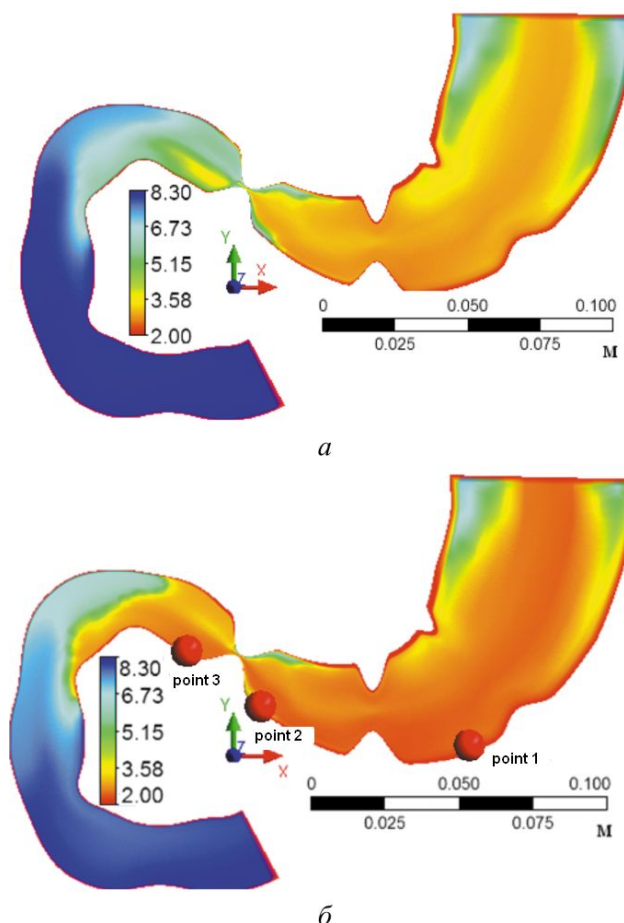 8.30
6.73
5.15
3.58
2.00
Y
Z
X
0 0.050 0.100
0.025 0.075
м
а
point 3
point 2
point 1
8.30
6.73
5.15
3.58
2.00
Y
Z
X
0 0.050 0.100
0.025 0.075
м
б